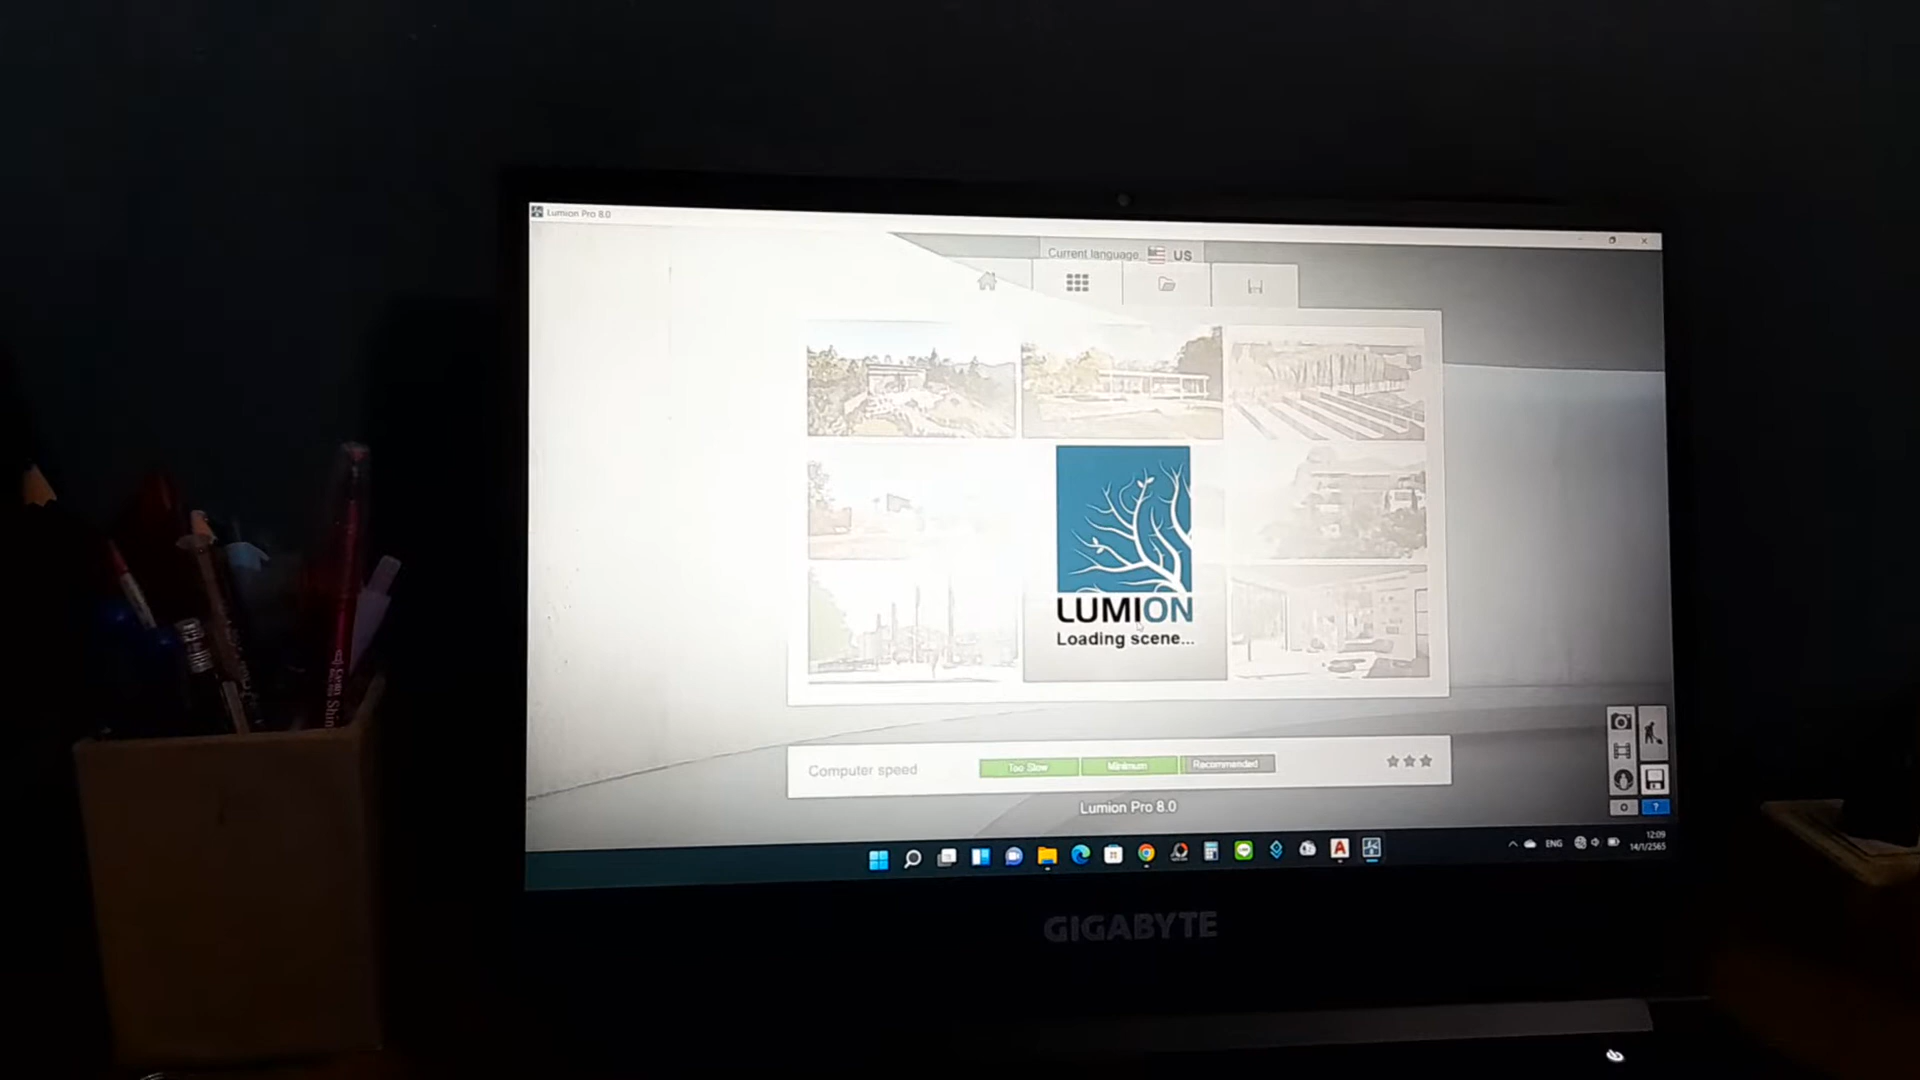 Lumion Pro 8.0
Current language US
LUMION
Loading scene...
Computer speed Too Slow Minimum Recommended
Lumion Pro 8.0
?
12:09
ENG
14/1/2565
GIGABYTE